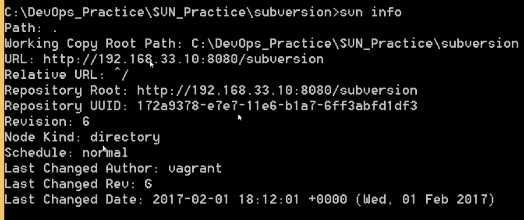 C:\DevOps_Practice\SVN_Practice\subversion>svn info
Path: .
Working Copy Root Path: C:\DevOps_Practice\SVN_Practice\subversion
URL: http://192.168.33.10:8080/subversion
Relative URL: ^/
Repository Root: http://192.168.33.10:8080/subversion
Repository UUID: 172a9378-e7e7-11e6-b1a7-6ff3abfd1df3
Revision: 6
Node Kind: directory
Schedule: normal
Last Changed Author: vagrant
Last Changed Rev: 6
Last Changed Date: 2017-02-01 18:12:01 +0000 (Wed, 01 Feb 2017)